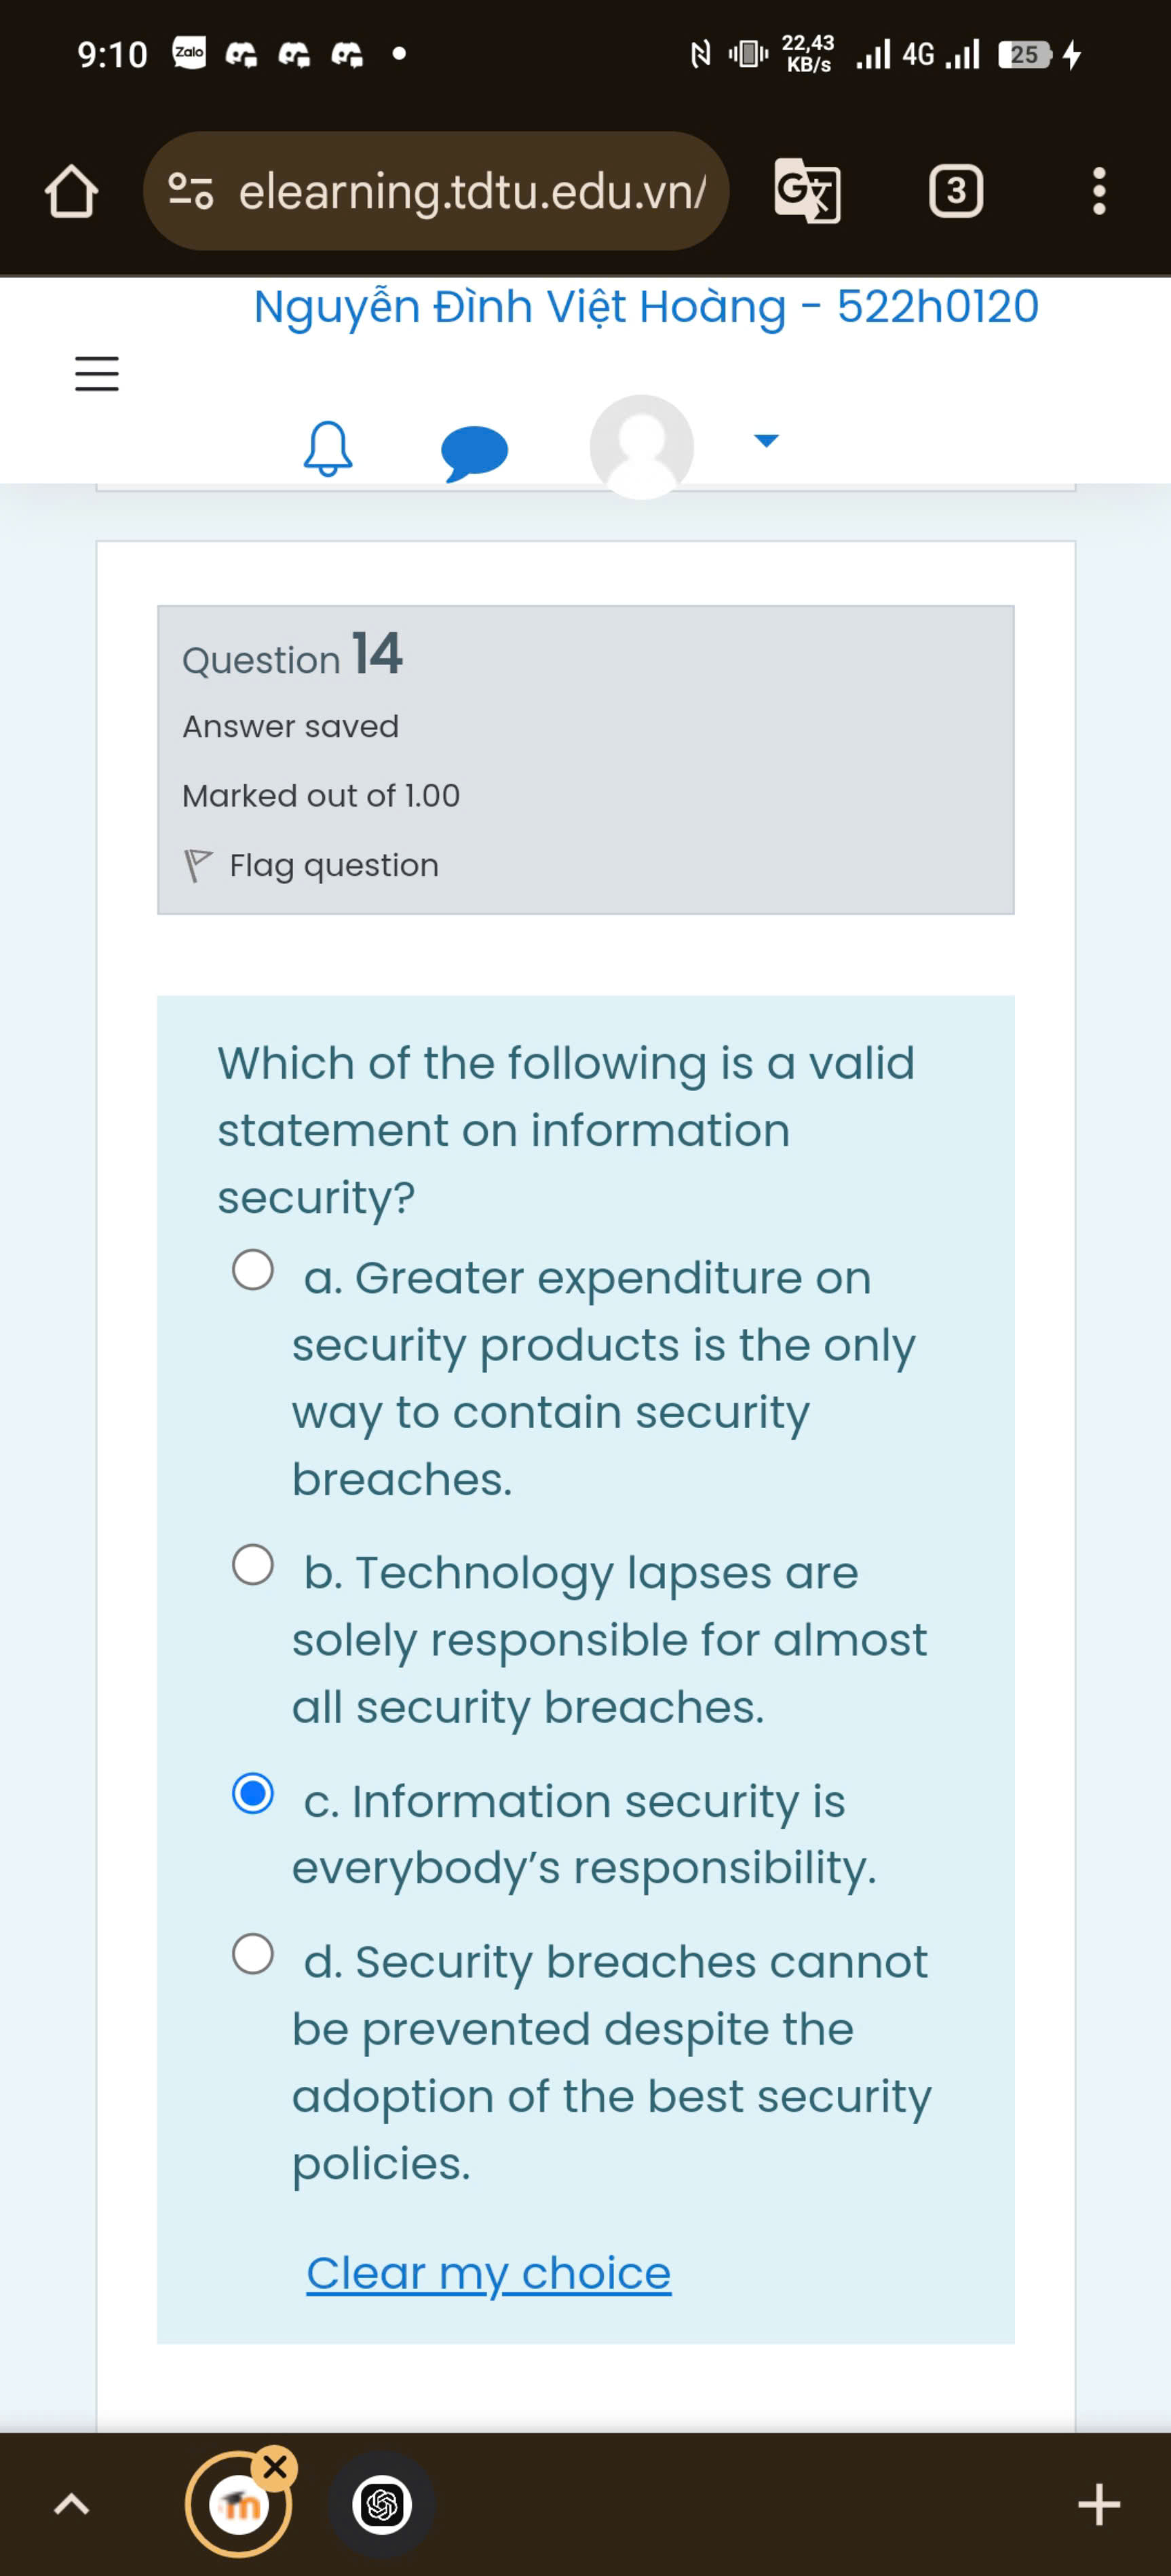 9:10 Zalo 22,43 KB/s 4G 25
elearning.tdtu.edu.vn/ G 文 3
Nguyễn Đình Việt Hoàng - 522h0120
Question 14
Answer saved
Marked out of 1.00
Flag question
Which of the following is a valid
statement on information
security?
a. Greater expenditure on
security products is the only
way to contain security
breaches.
b. Technology lapses are
solely responsible for almost
all security breaches.
c. Information security is
everybody's responsibility.
d. Security breaches cannot
be prevented despite the
adoption of the best security
policies.
Clear my choice
m